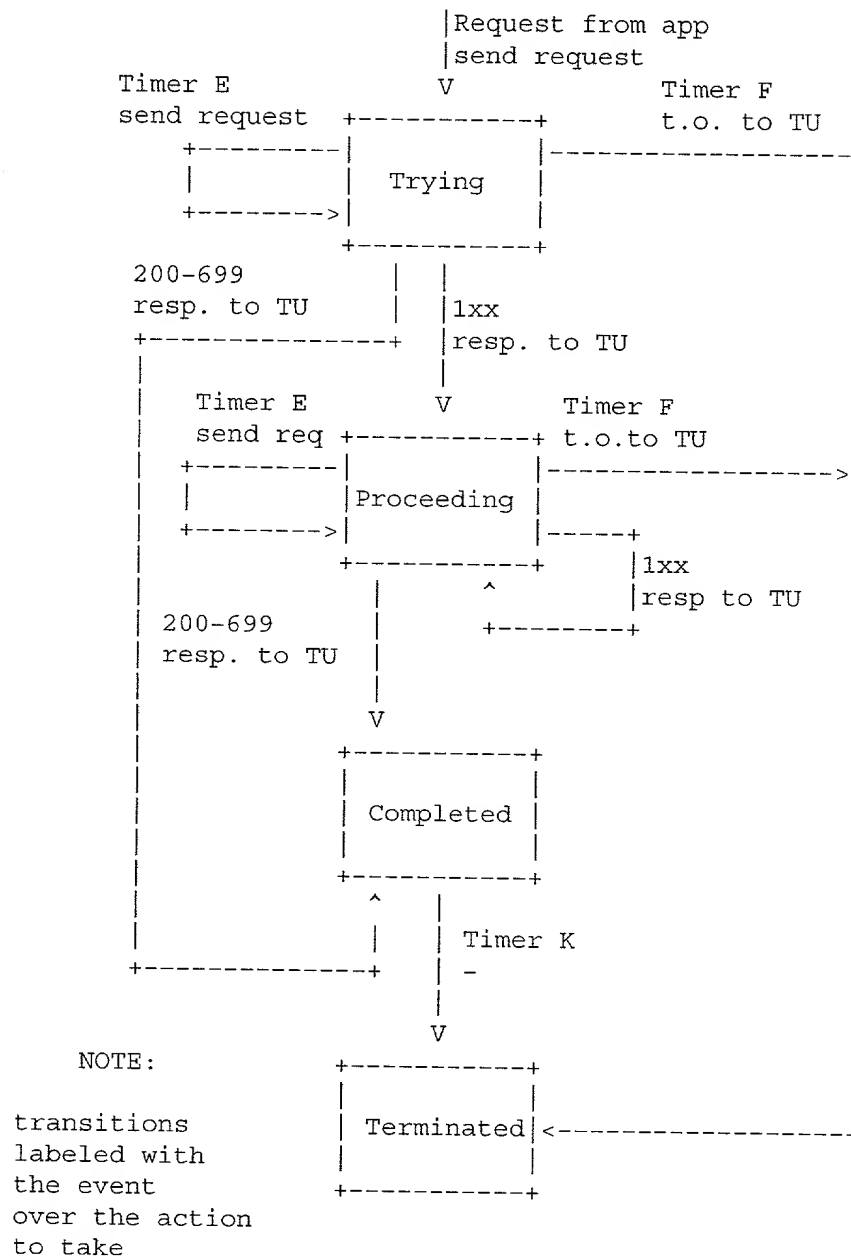 Request from app
send request
Timer E
send request
Timer F
t.o. to TU
Trying
200-699
resp. to TU
1xx
resp. to TU
Timer E
send req
Timer F
t.o.to TU
Proceeding
1xx
resp to TU
200-699
resp. to TU
Completed
Timer K
-
NOTE:
transitions
labeled with
the event
over the action
to take
Terminated